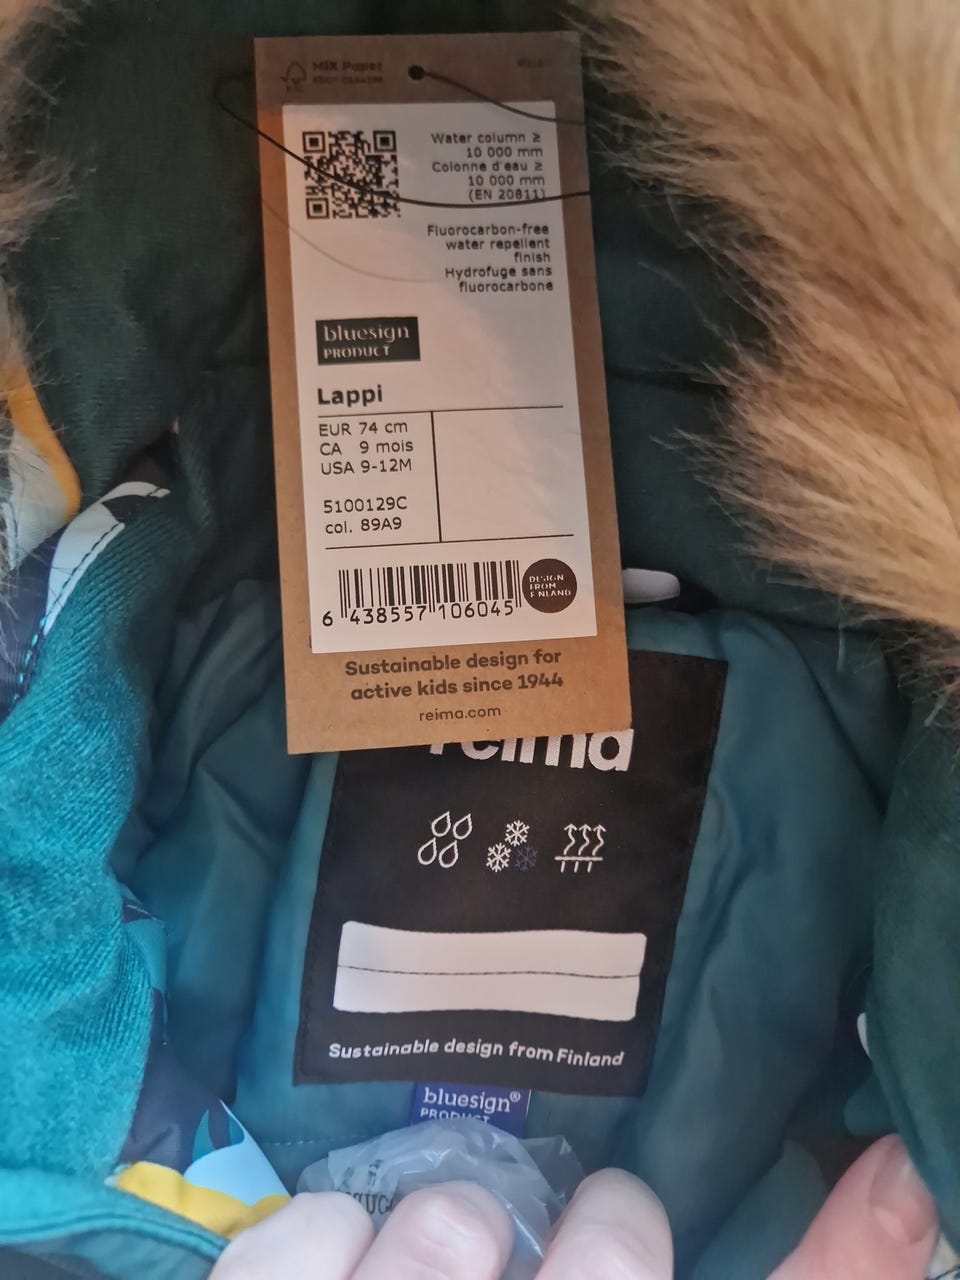 MIX Paper
Water column ≥
10 000 mm
Colonne d'eau ≥
10 000 mm
(EN 20811)
Fluorocarbon-free
water repellent
finish
Hydrofuge sans
fluorocarbone
bluesign
PRODUCT
Lappi
EUR 74 cm
CA 9 mois
USA 9-12M
5100129C
col. 89A9
6 438557 106045
DESIGN
FROM
FINLAND
Sustainable design for
active kids since 1944
reima.com
reima
Sustainable design from Finland
bluesign®
PRODUCT